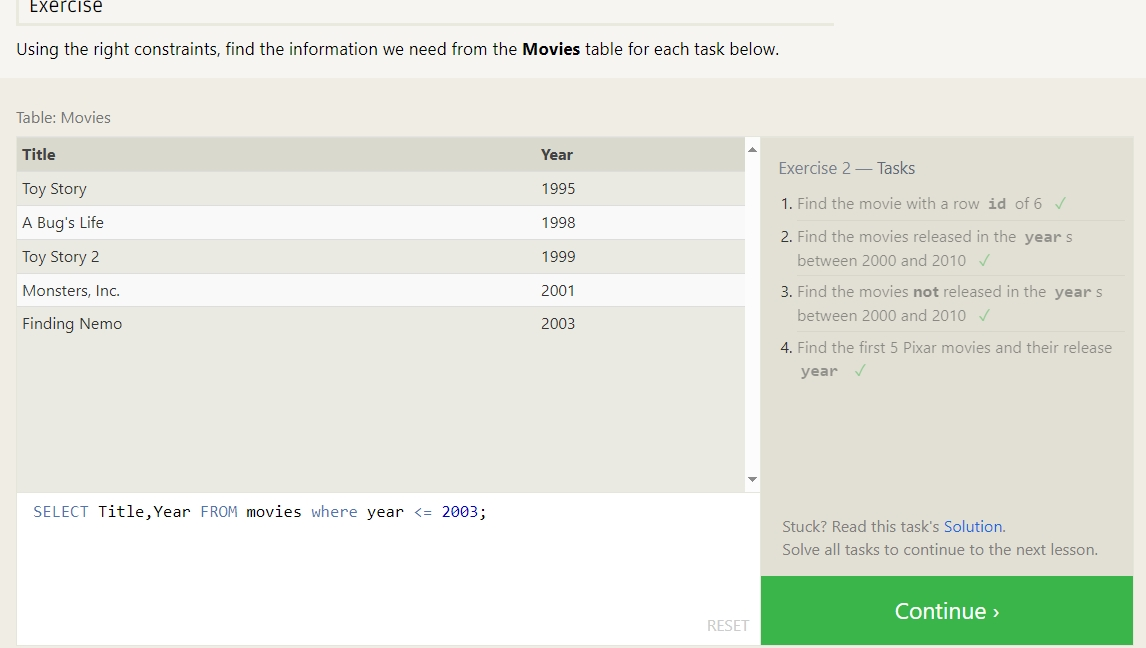 Exercise
Using the right constraints, find the information we need from the Movies table for each task below.
Table: Movies
Title Year
Toy Story 1995
A Bug's Life 1998
Toy Story 2 1999
Monsters, Inc. 2001
Finding Nemo 2003
SELECT Title,Year FROM movies where year <= 2003;
RESET
Exercise 2 — Tasks
1. Find the movie with a row id of 6 ✓
2. Find the movies released in the year s
between 2000 and 2010 ✓
3. Find the movies not released in the year s
between 2000 and 2010 ✓
4. Find the first 5 Pixar movies and their release
year ✓
Stuck? Read this task's Solution.
Solve all tasks to continue to the next lesson.
Continue ›